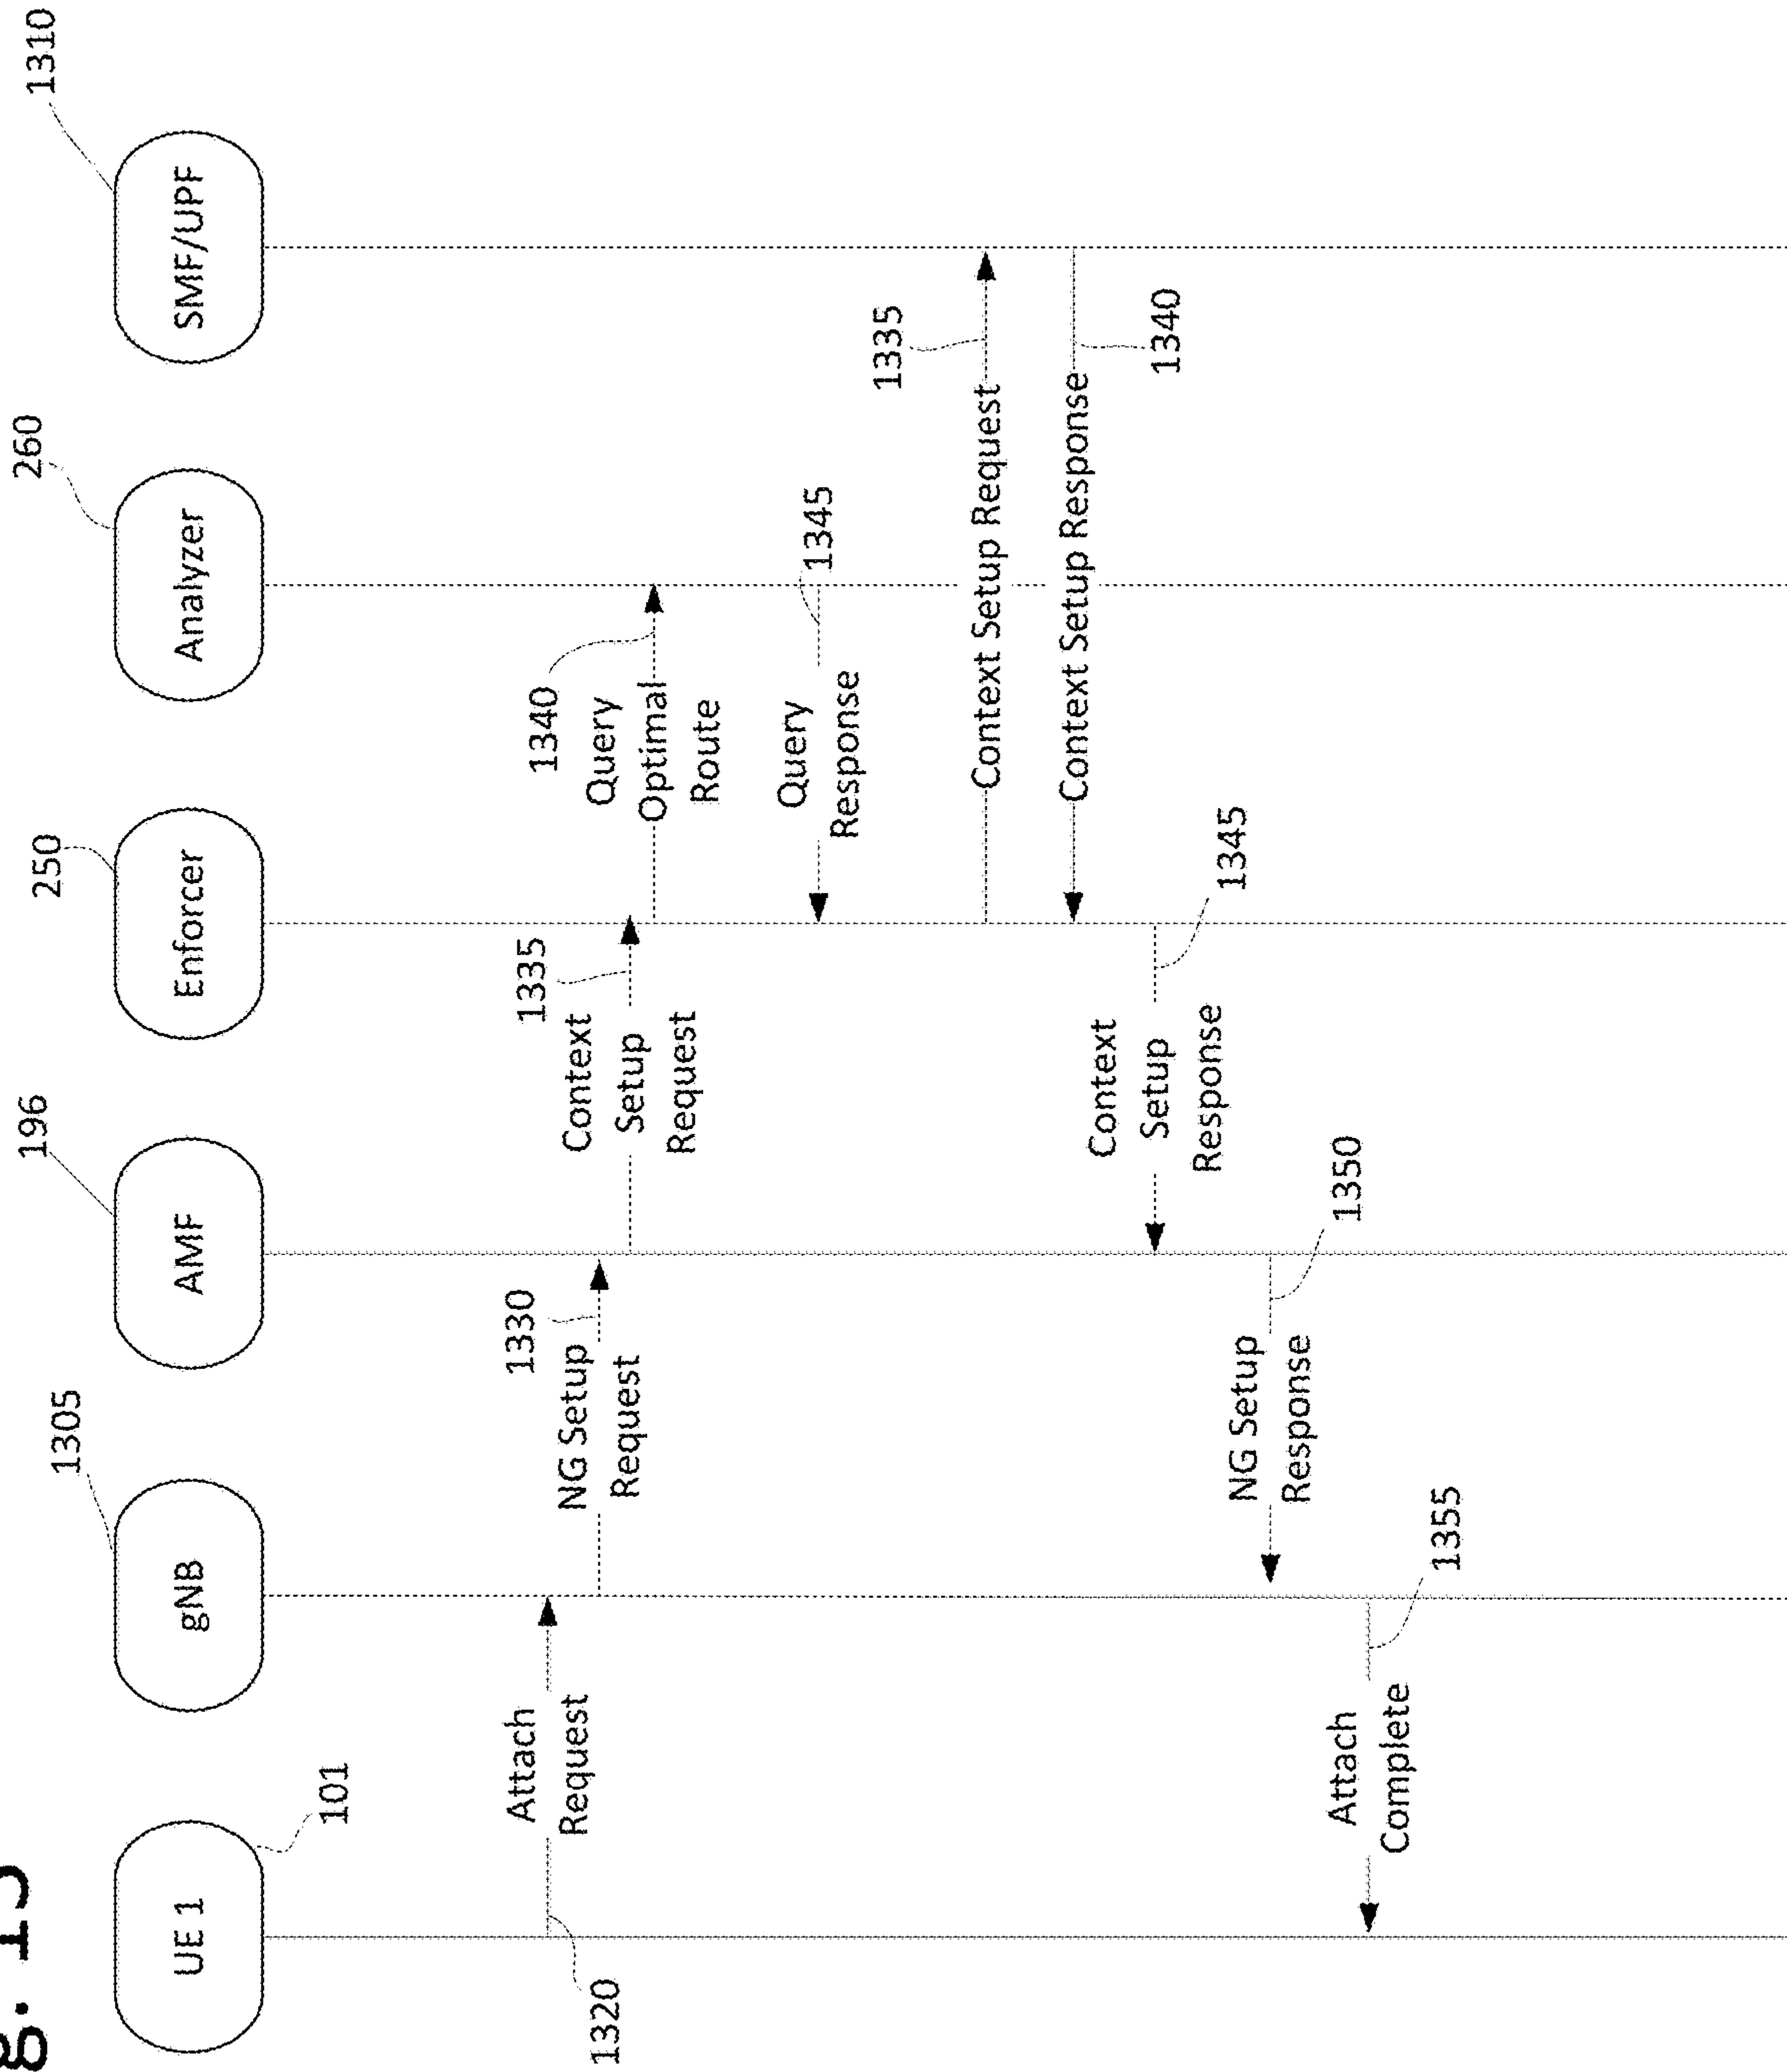 g. 13
UE 1
101
gNB
1305
AMF
196
Enforcer
250
Analyzer
260
SMF/UPF
1310
1320
Attach
Request
1330
NG Setup
Request
1335
Context
Setup
Request
1340
Query
Optimal
Route
1345
Query
Response
1335
Context Setup Request
Context Setup Response
1340
1345
Context
Setup
Response
1350
NG Setup
Response
1355
Attach
Complete